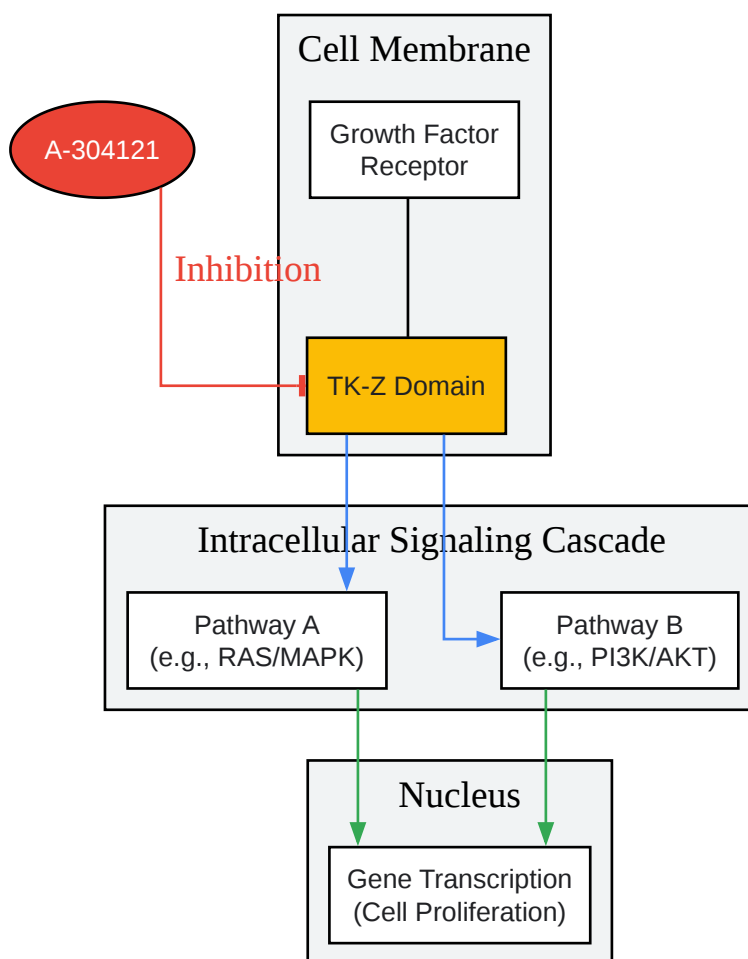 Cell Membrane
Growth Factor
Receptor
A-304121
Inhibition
TK-Z Domain
Intracellular Signaling Cascade
Pathway A
(e.g., RAS/MAPK)
Pathway B
(e.g., PI3K/AKT)
Nucleus
Gene Transcription
(Cell Proliferation)